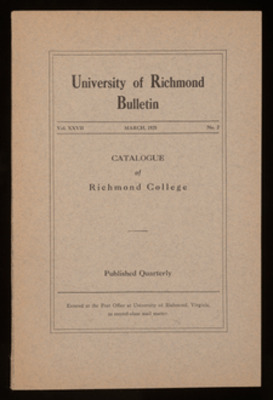 University of Richmond
Bulletin
Vol. XXVII MARCH, 1925 No. 2
CATALOGUE
of
Richmond College
Published Quarterly
Entered at the Post Office at University of Richmond, Virginia,
as second-class mail matter.